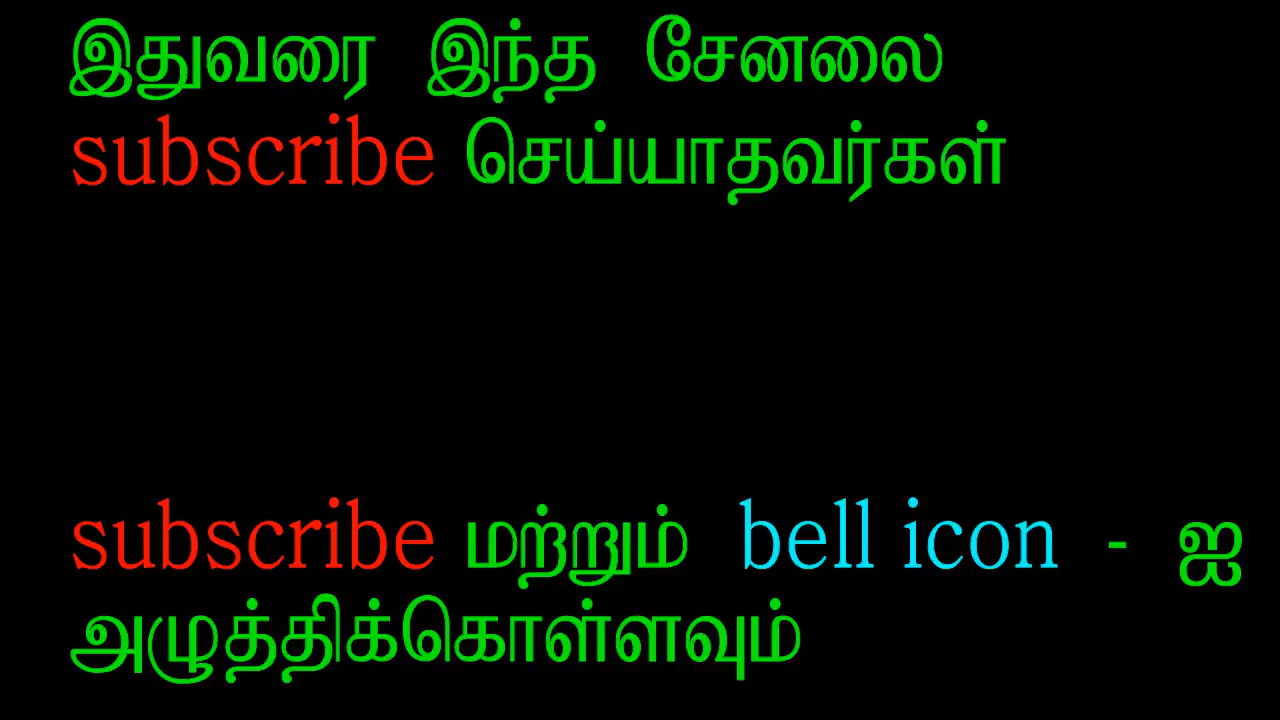 இதுவரை இந்த சேனலை
subscribe செய்யாதவர்கள்
subscribe மற்றும் bell icon - ஐ
அழுத்திக்கொள்ளவும்